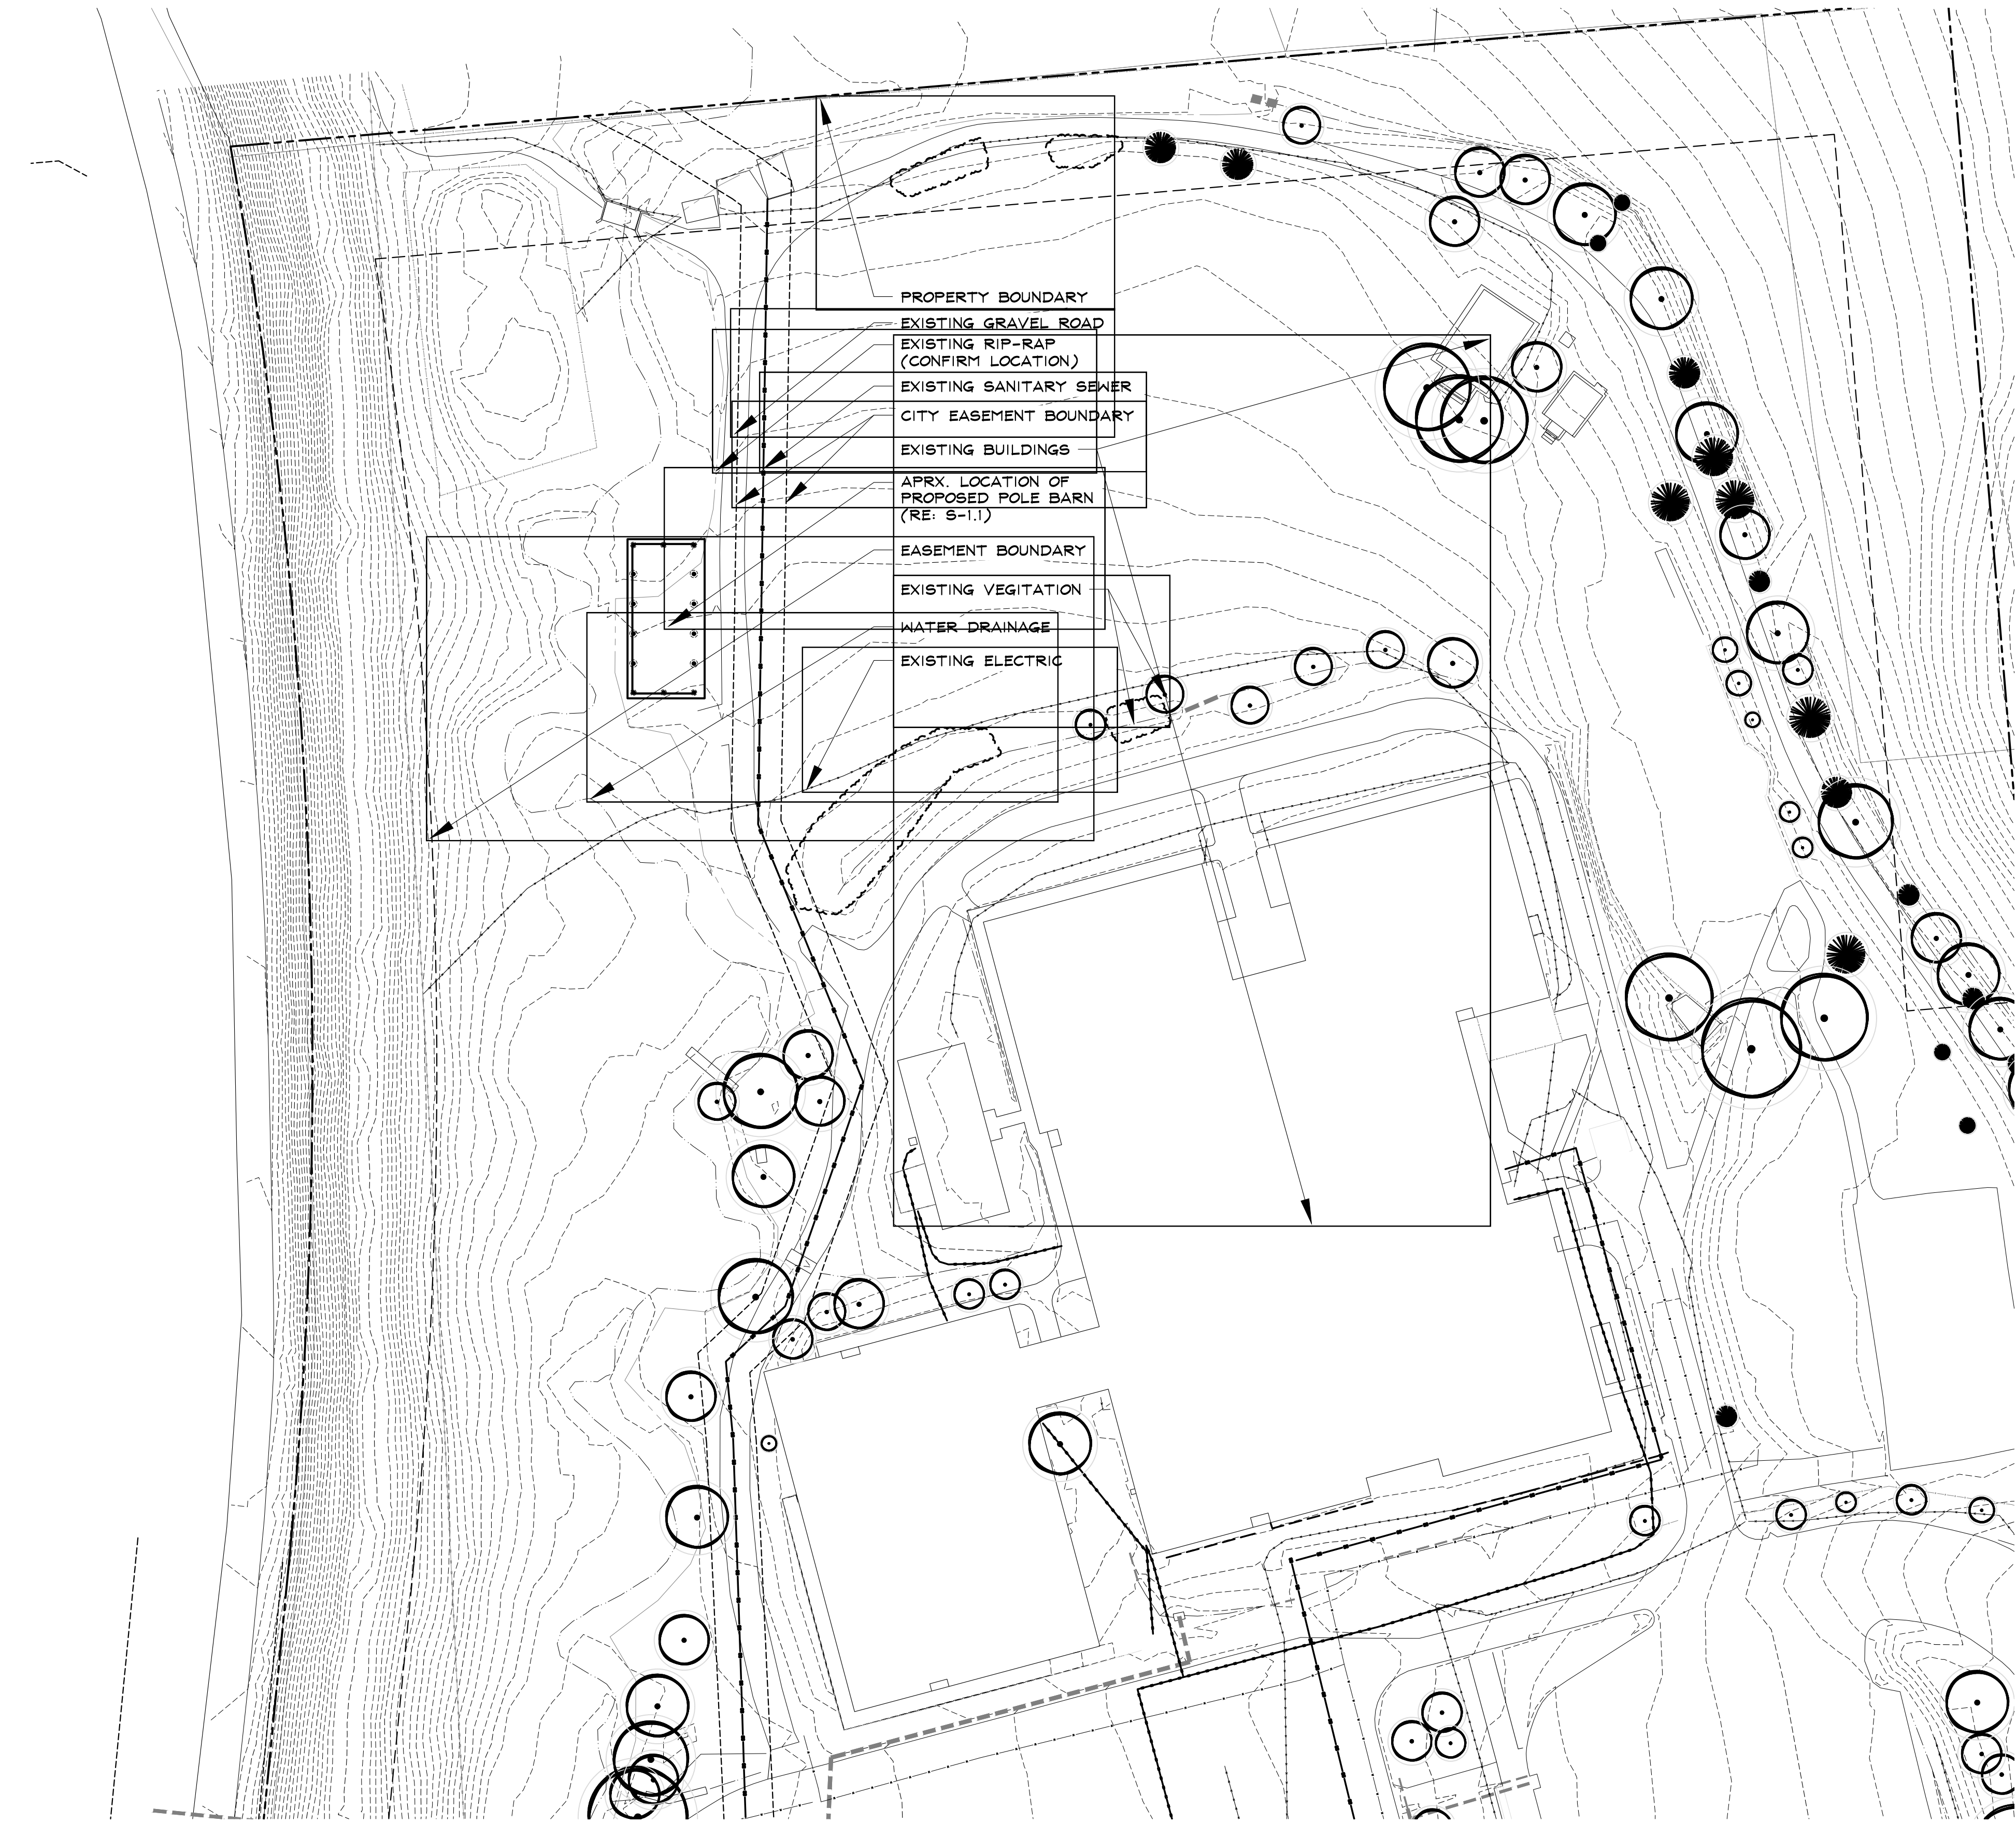 PROPERTY BOUNDARY
EXISTING GRAVEL ROAD
EXISTING RIP-RAP
(CONFIRM LOCATION)
EXISTING SANITARY SEWER
CITY EASEMENT BOUNDARY
EXISTING BUILDINGS
APRX. LOCATION OF
PROPOSED POLE BARN
(RE: S-1.1)
EASEMENT BOUNDARY
EXISTING VEGITATION
WATER DRAINAGE
EXISTING ELECTRIC